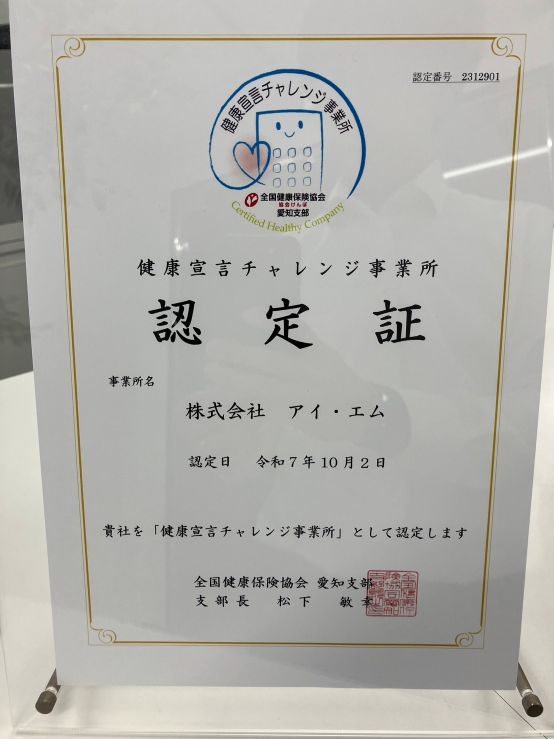 認定番号　2312901
健康宣言チャレンジ事業所
全国健康保険協会
協会けんぽ
愛知支部
Certified Healthy Company
健康宣言チャレンジ事業所
認定証
事業所名
株式会社　アイ・エム
認定日　令和7年10月2日
貴社を「健康宣言チャレンジ事業所」として認定します
全国健康保険協会 愛知支部
支部長　松下　敏幸